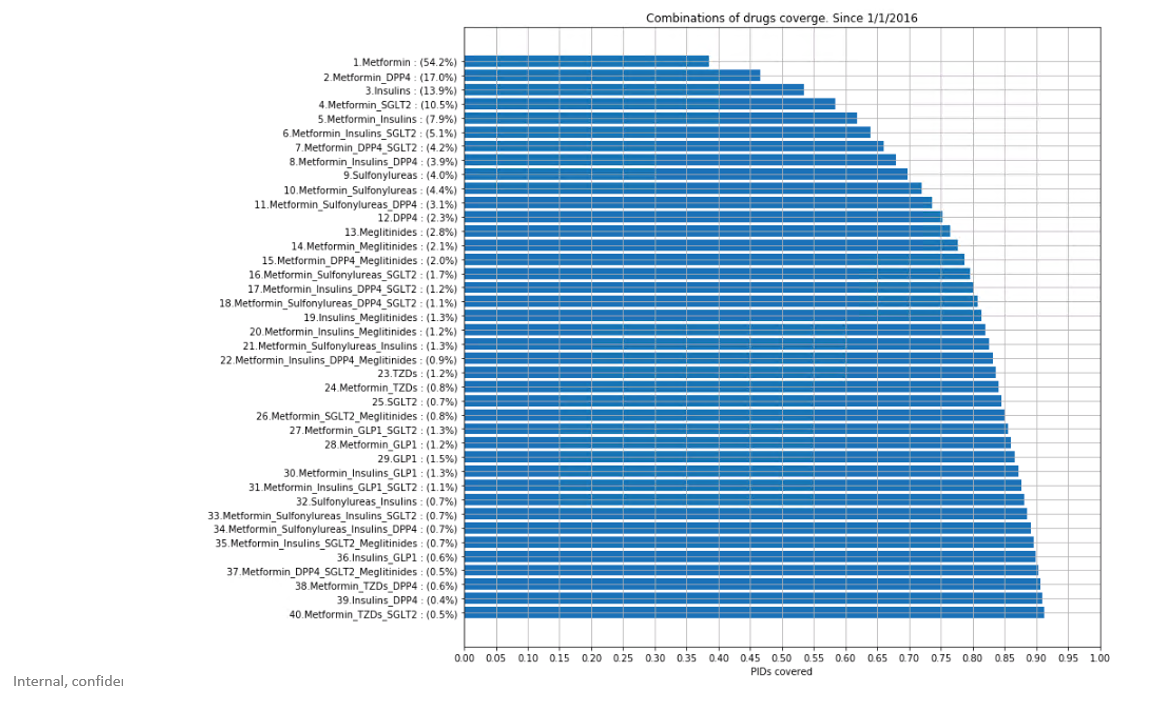 Combinations of drugs coverge. Since 1/1/2016
1.Metformin : (54.2%)
2.Metformin_DPP4 : (17.0%)
3.Insulins : (13.9%)
4.Metformin_SGLT2 : (10.5%)
5.Metformin_Insulins : (7.9%)
6.Metformin_Insulins_SGLT2 : (5.1%)
7.Metformin_DPP4_SGLT2 : (4.2%)
8.Metformin_Insulins_DPP4 : (3.9%)
9.Sulfonylureas : (4.0%)
10.Metformin_Sulfonylureas : (4.4%)
11.Metformin_Sulfonylureas_DPP4 : (3.1%)
12.DPP4 : (2.3%)
13.Meglitinides : (2.8%)
14.Metformin_Meglitinides : (2.1%)
15.Metformin_DPP4_Meglitinides : (2.0%)
16.Metformin_Sulfonylureas_SGLT2 : (1.7%)
17.Metformin_Insulins_DPP4_SGLT2 : (1.2%)
18.Metformin_Sulfonylureas_DPP4_SGLT2 : (1.1%)
19.Insulins_Meglitinides : (1.3%)
20.Metformin_Insulins_Meglitinides : (1.2%)
21.Metformin_Sulfonylureas_Insulins : (1.3%)
22.Metformin_Insulins_DPP4_Meglitinides : (0.9%)
23.TZDs : (1.2%)
24.Metformin_TZDs : (0.8%)
25.SGLT2 : (0.7%)
26.Metformin_SGLT2_Meglitinides : (0.8%)
27.Metformin_GLP1_SGLT2 : (1.3%)
28.Metformin_GLP1 : (1.2%)
29.GLP1 : (1.5%)
30.Metformin_Insulins_GLP1 : (1.3%)
31.Metformin_Insulins_GLP1_SGLT2 : (1.1%)
32.Sulfonylureas_Insulins : (0.7%)
33.Metformin_Sulfonylureas_Insulins_SGLT2 : (0.7%)
34.Metformin_Sulfonylureas_Insulins_DPP4 : (0.7%)
35.Metformin_Insulins_SGLT2_Meglitinides : (0.7%)
36.Insulins_GLP1 : (0.6%)
37.Metformin_DPP4_SGLT2_Meglitinides : (0.5%)
38.Metformin_TZDs_DPP4 : (0.6%)
39.Insulins_DPP4 : (0.4%)
40.Metformin_TZDs_SGLT2 : (0.5%)
0.00 0.05 0.10 0.15 0.20 0.25 0.30 0.35 0.40 0.45 0.50 0.55 0.60 0.65 0.70 0.75 0.80 0.85 0.90 0.95 1.00
PIDs covered
Internal,